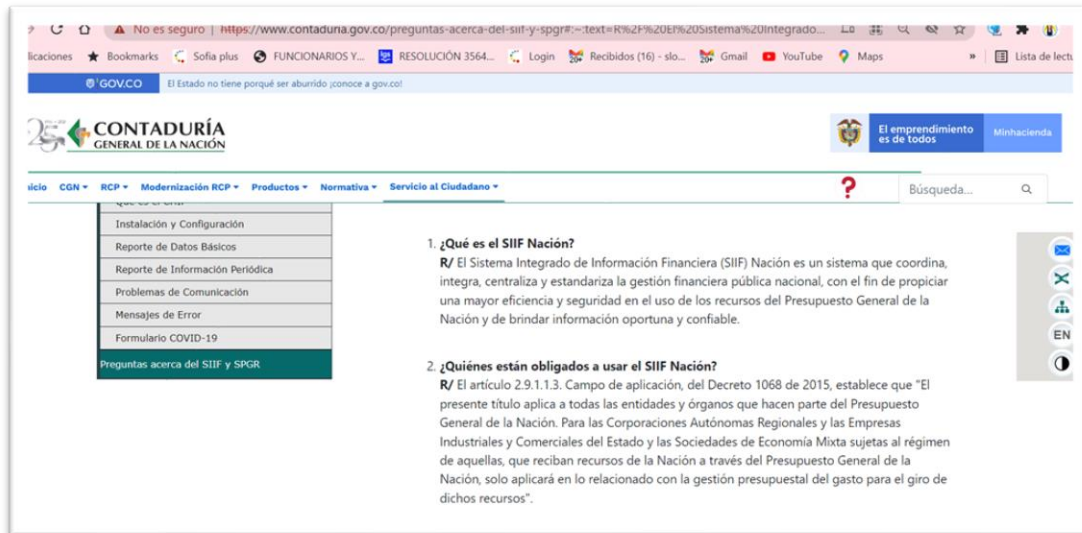 No es seguro | https://www.contaduria.gov.co/preguntas-acerca-del-siif-y-spgr#:~:text=R%2F%20El%20Sistema%20Integrado...
licaciones Bookmarks Sofia plus FUNCIONARIOS Y... RESOLUCIÓN 3564... Login Recibidos (16) - slo... Gmail YouTube Maps » Lista de lectu
GOV.CO El Estado no tiene porqué ser aburrido ¡conoce a gov.co!
25 CONTADURÍA
GENERAL DE LA NACIÓN
El emprendimiento
es de todos
Minhacienda
nicio CGN RCP Modernización RCP Productos Normativa Servicio al Ciudadano ? Búsqueda...
Instalación y Configuración
Reporte de Datos Básicos
Reporte de Información Periódica
Problemas de Comunicación
Mensajes de Error
Formulario COVID-19
Preguntas acerca del SIIF y SPGR
1. ¿Qué es el SIIF Nación?
R/ El Sistema Integrado de Información Financiera (SIIF) Nación es un sistema que coordina,
integra, centraliza y estandariza la gestión financiera pública nacional, con el fin de propiciar
una mayor eficiencia y seguridad en el uso de los recursos del Presupuesto General de la
Nación y de brindar información oportuna y confiable.
2. ¿Quiénes están obligados a usar el SIIF Nación?
R/ El artículo 2.9.1.1.3. Campo de aplicación, del Decreto 1068 de 2015, establece que "El
presente título aplica a todas las entidades y órganos que hacen parte del Presupuesto
General de la Nación. Para las Corporaciones Autónomas Regionales y las Empresas
Industriales y Comerciales del Estado y las Sociedades de Economía Mixta sujetas al régimen
de aquellas, que reciban recursos de la Nación a través del Presupuesto General de la
Nación, solo aplicará en lo relacionado con la gestión presupuestal del gasto para el giro de
dichos recursos".
EN